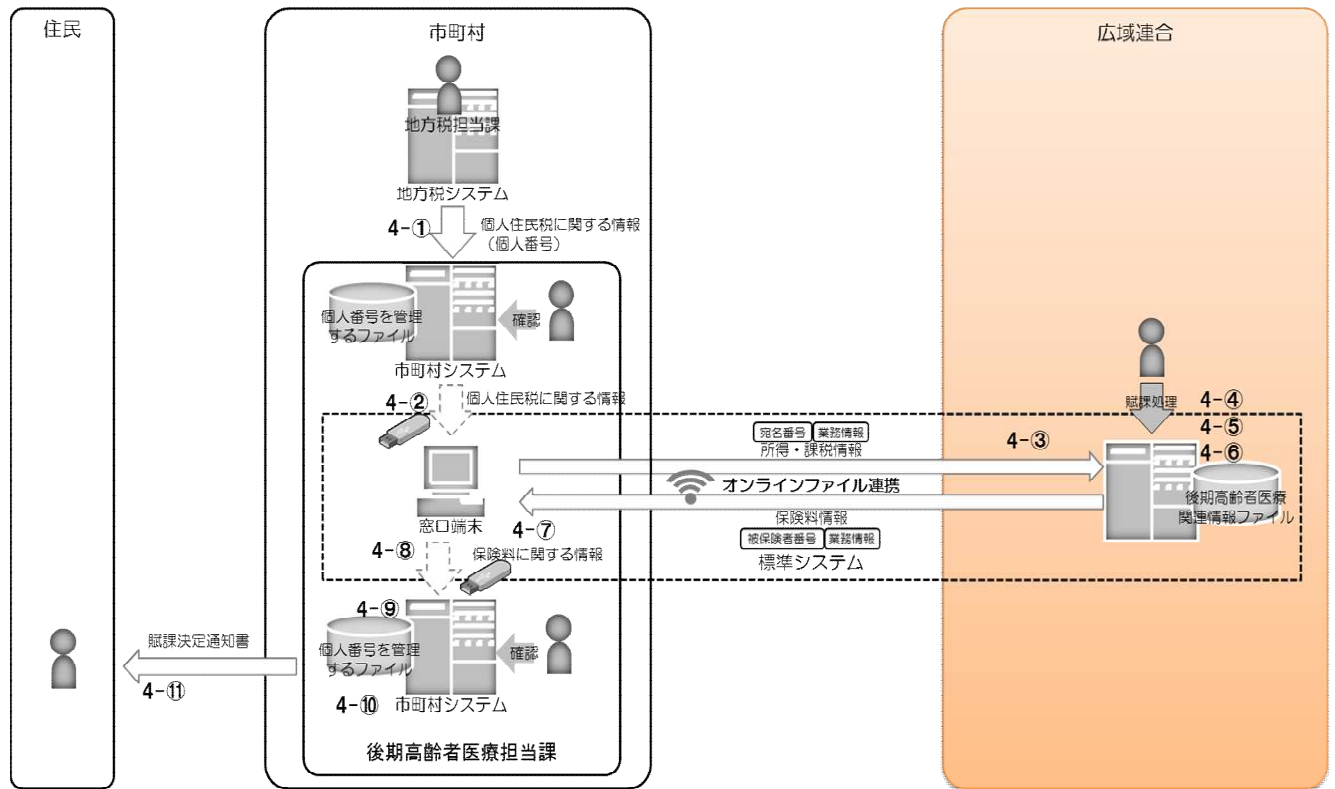 住民
市町村
広域連合
地方税担当課
地方税システム
4-①
個人住民税に関する情報
（個人番号）
個人番号を管理
するファイル
確認
市町村システム
4-②
個人住民税に関する情報
賦課処理
4-④
4-⑤
4-⑥
宛名番号
業務情報
所得・課税情報
4-③
オンラインファイル連携
後期高齢者医療
関連情報ファイル
窓口端末
4-⑦
保険料情報
被保険者番号
業務情報
標準システム
4-⑧
保険料に関する情報
4-⑨
個人番号を管理
するファイル
確認
賦課決定通知書
4-⑪
4-⑩
市町村システム
後期高齢者医療担当課